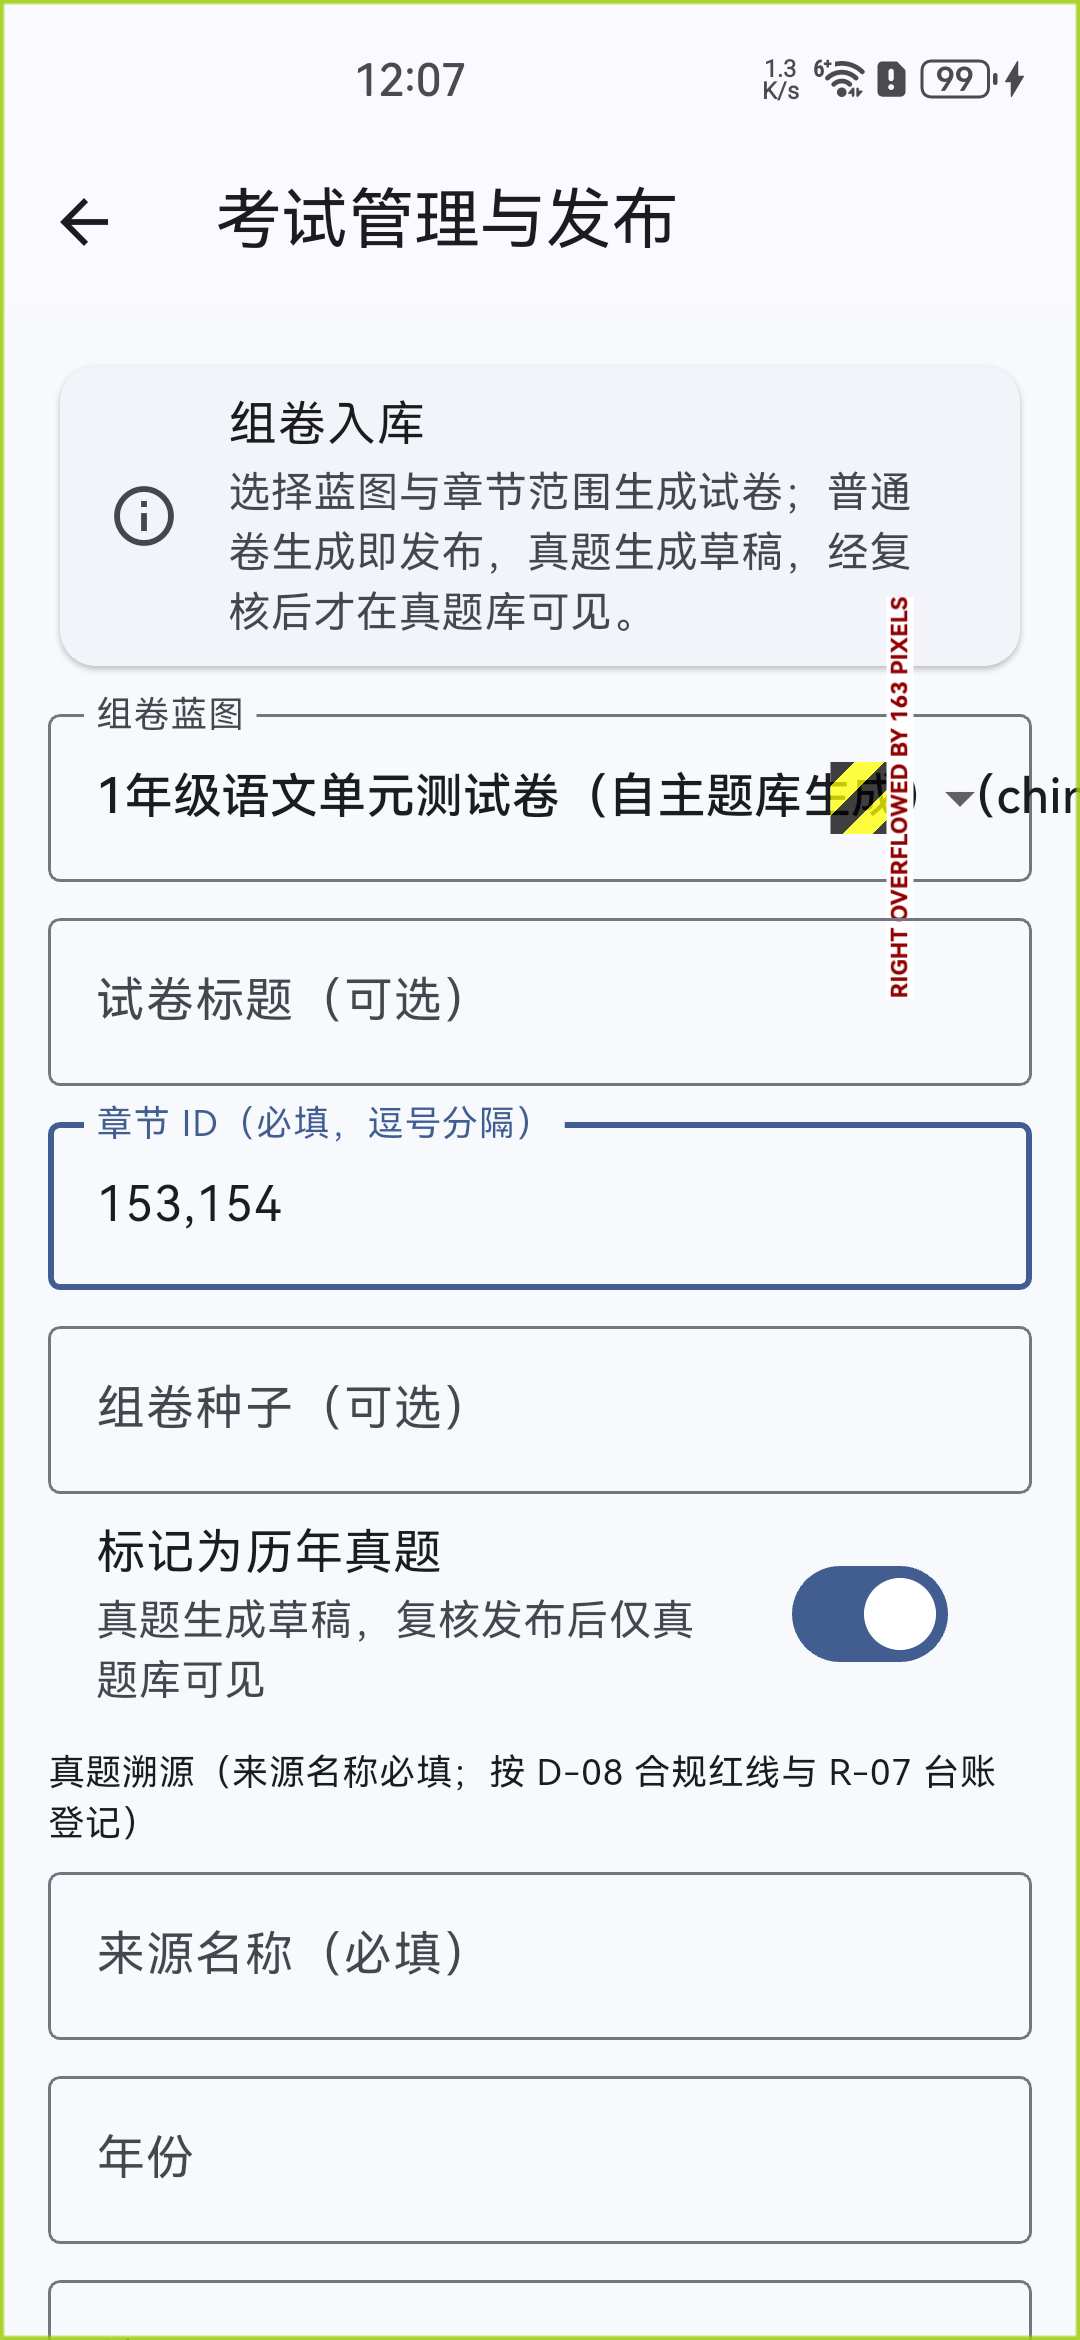 12:07
1.3 K/s
6+
99
考试管理与发布
组卷入库
选择蓝图与章节范围生成试卷；普通
卷生成即发布，真题生成草稿，经复
核后才在真题库可见。
组卷蓝图
1年级语文单元测试卷（自主题库生成）（chin
RIGHT OVERFLOWED BY 163 PIXELS
试卷标题（可选）
章节 ID（必填，逗号分隔）
153,154
组卷种子（可选）
标记为历年真题
真题生成草稿，复核发布后仅真
题库可见
真题溯源（来源名称必填；按 D-08 合规红线与 R-07 台账
登记）
来源名称（必填）
年份